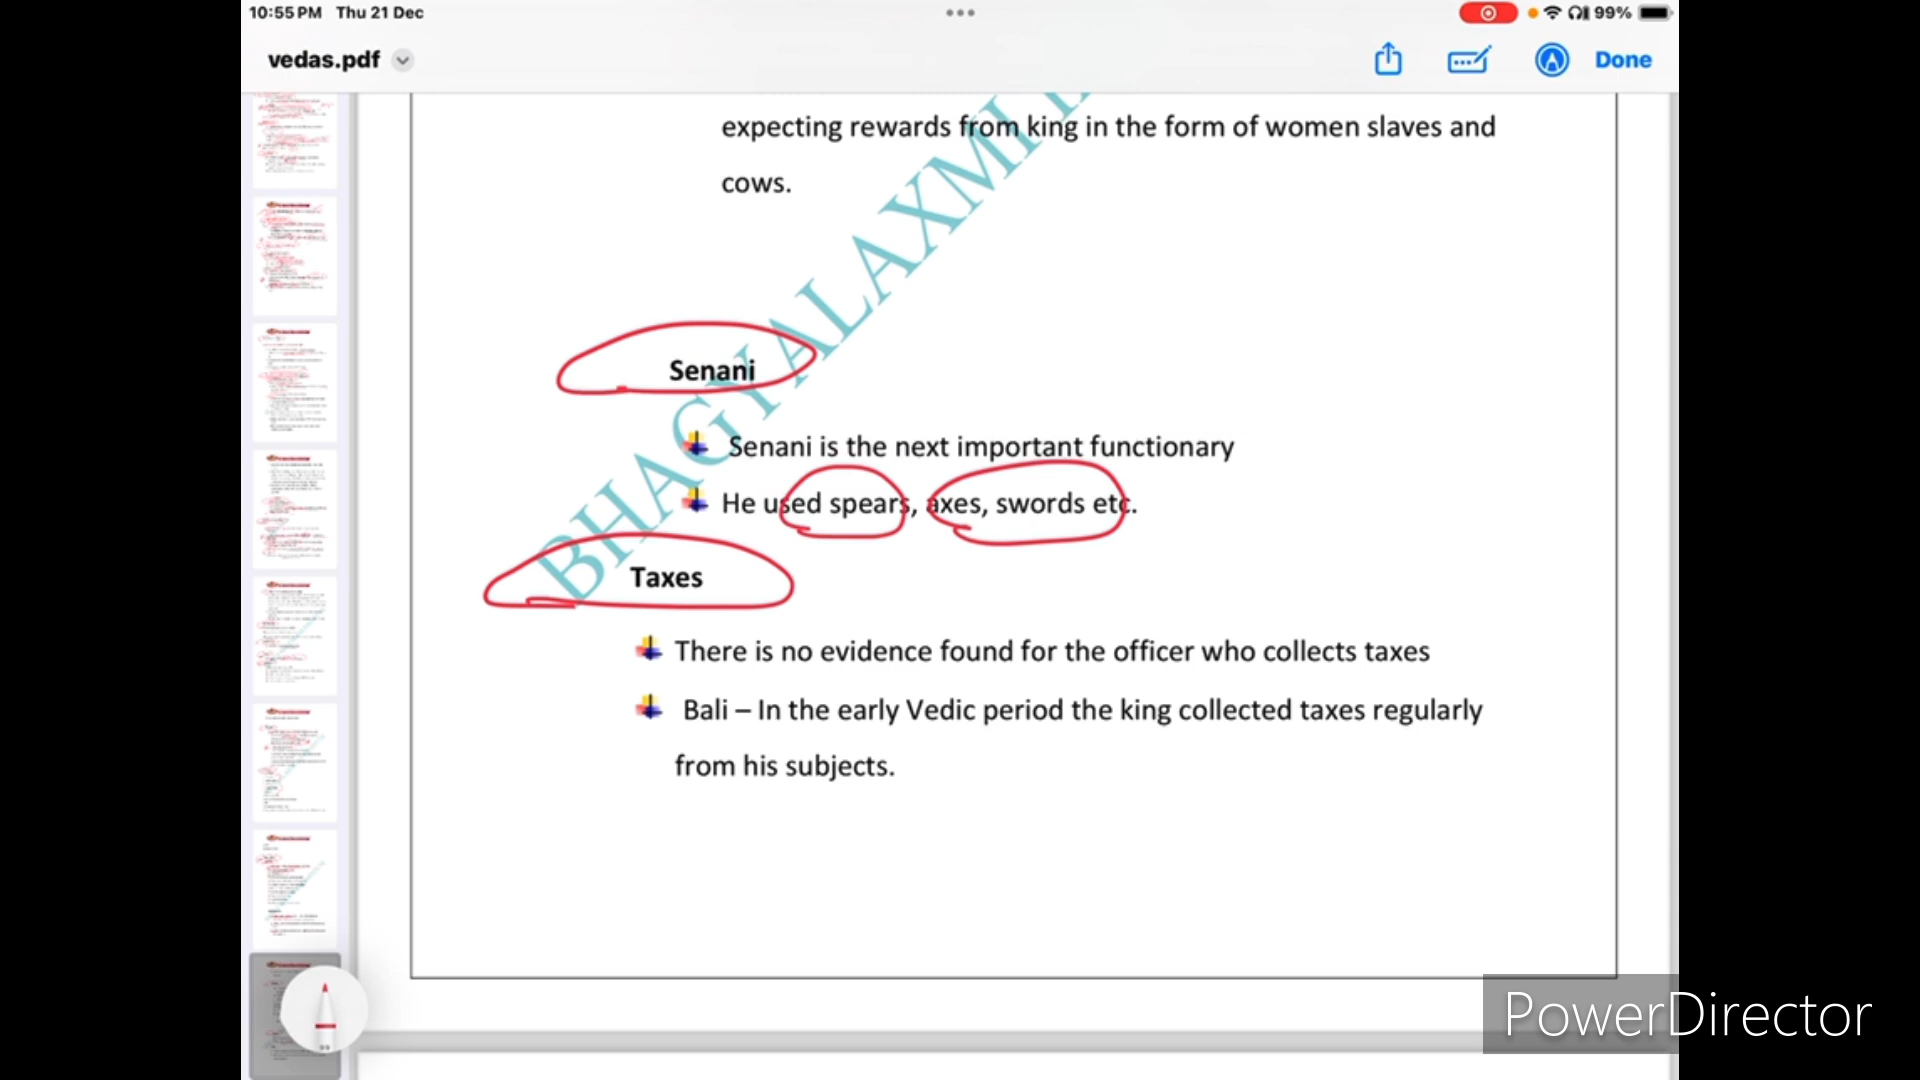 10:55 PM Thu 21 Dec
99%
vedas.pdf
Done
expecting rewards from king in the form of women slaves and
cows.
Senani
Senani is the next important functionary
He used spears, axes, swords etc.
Taxes
There is no evidence found for the officer who collects taxes
Bali – In the early Vedic period the king collected taxes regularly
from his subjects.
BHAGYALAXMI
PowerDirector